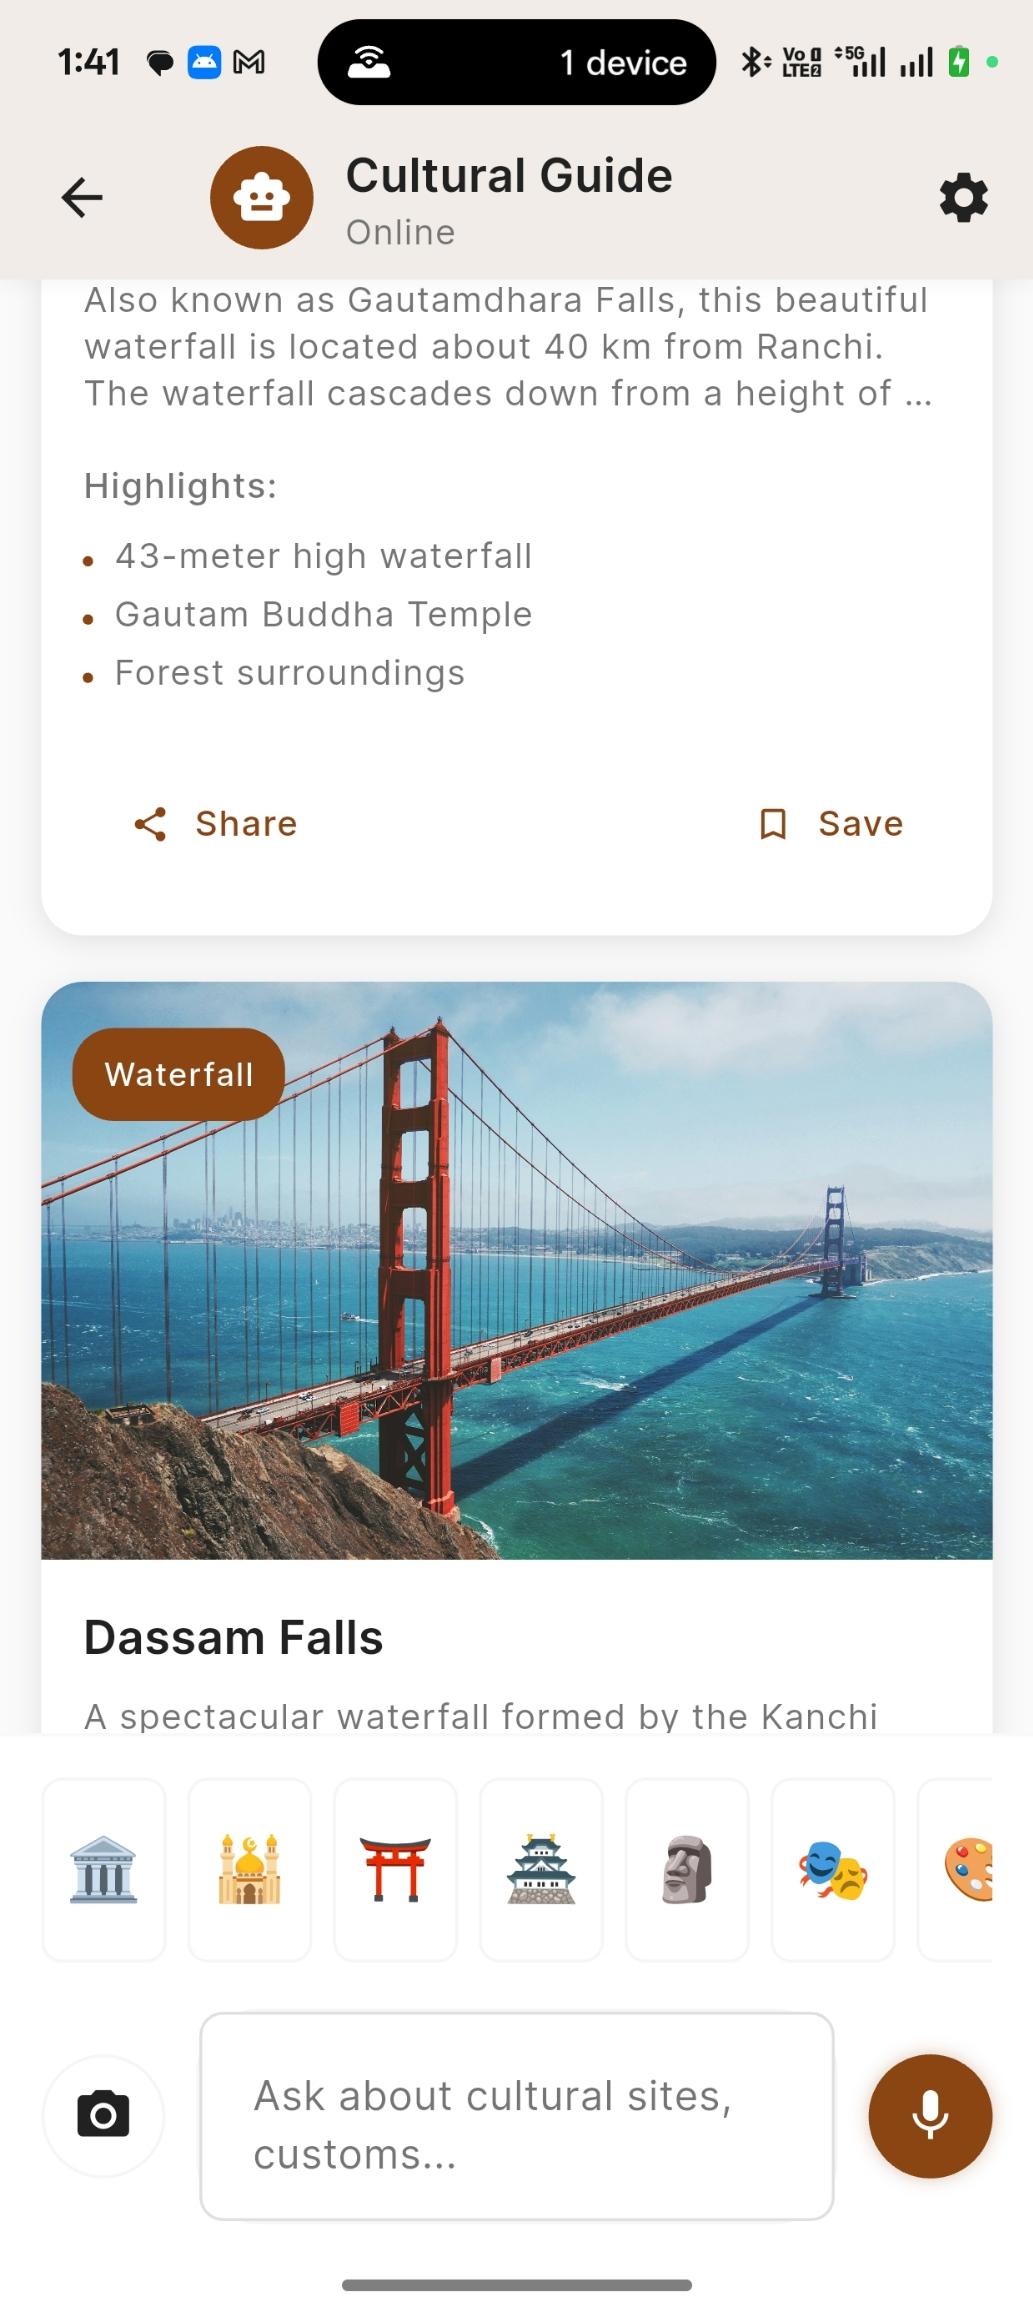 1:41
1 device
Vo
LTE2
5G
Cultural Guide
Online
Also known as Gautamdhara Falls, this beautiful
waterfall is located about 40 km from Ranchi.
The waterfall cascades down from a height of ...
Highlights:
• 43-meter high waterfall
• Gautam Buddha Temple
• Forest surroundings
Share
Save
Waterfall
Dassam Falls
A spectacular waterfall formed by the Kanchi
Ask about cultural sites,
customs...